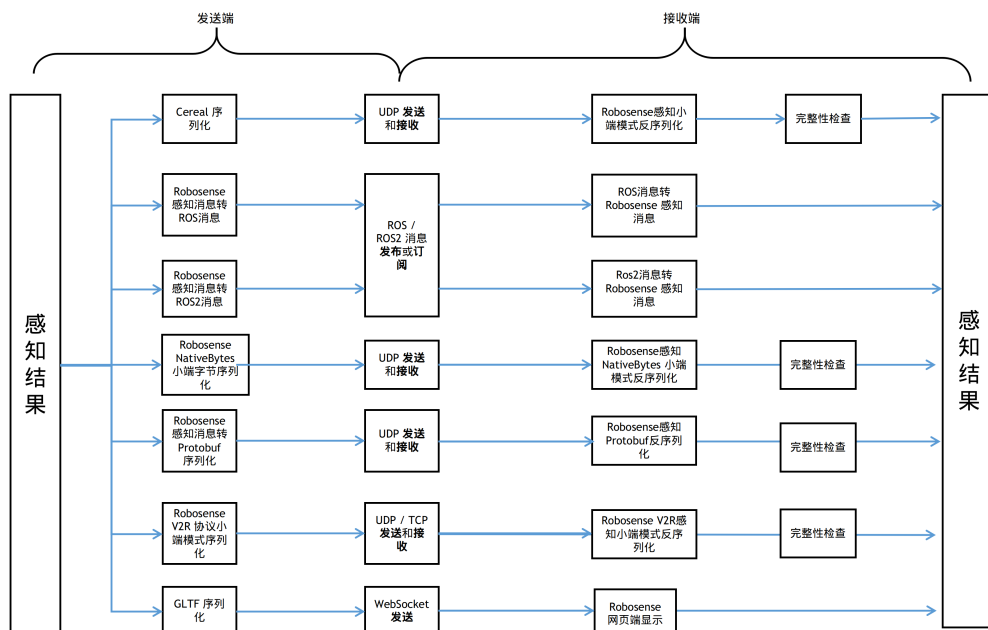 发送端
接收端
感
知
结
果
Cereal 序
列化
UDP 发送
和接收
Robosense感知小
端模式反序列化
完整性检查
Robosense
感知消息转
ROS消息
ROS /
ROS2 消息
发布或订
阅
ROS消息转
Robosense 感知
消息
Robosense
感知消息转
ROS2消息
Ros2消息转
Robosense 感知
消息
Robosense
NativeBytes
小端字节序列
化
UDP 发送
和接收
Robosense感知
NativeBytes 小端
模式反序列化
完整性检查
Robosense
感知消息转
Protobuf
序列化
UDP 发送
和接收
Robosense感知
Protobuf反序列
化
完整性检查
Robosense
V2R 协议小
端模式序列
化
UDP / TCP
发送和接
收
Robosense V2R感
知小端模式反序
列化
完整性检查
GLTF 序列
化
WebSocket
发送
Robosense
网页端显示
感
知
结
果